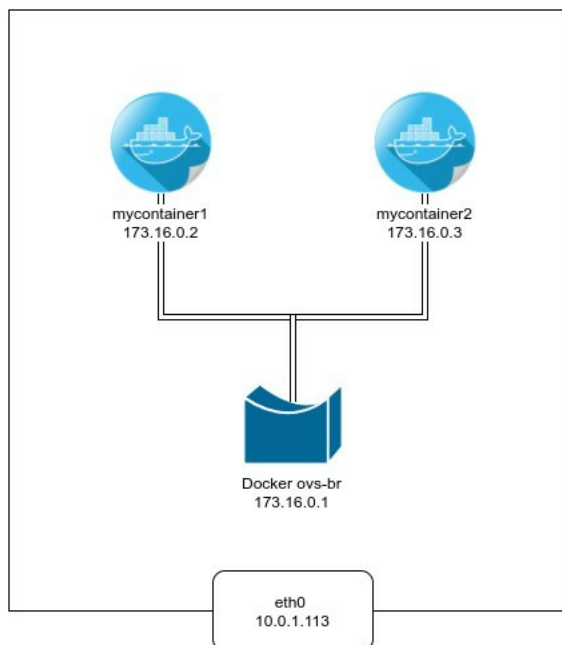 mycontainer1
173.16.0.2
mycontainer2
173.16.0.3
Docker ovs-br
173.16.0.1
eth0
10.0.1.113